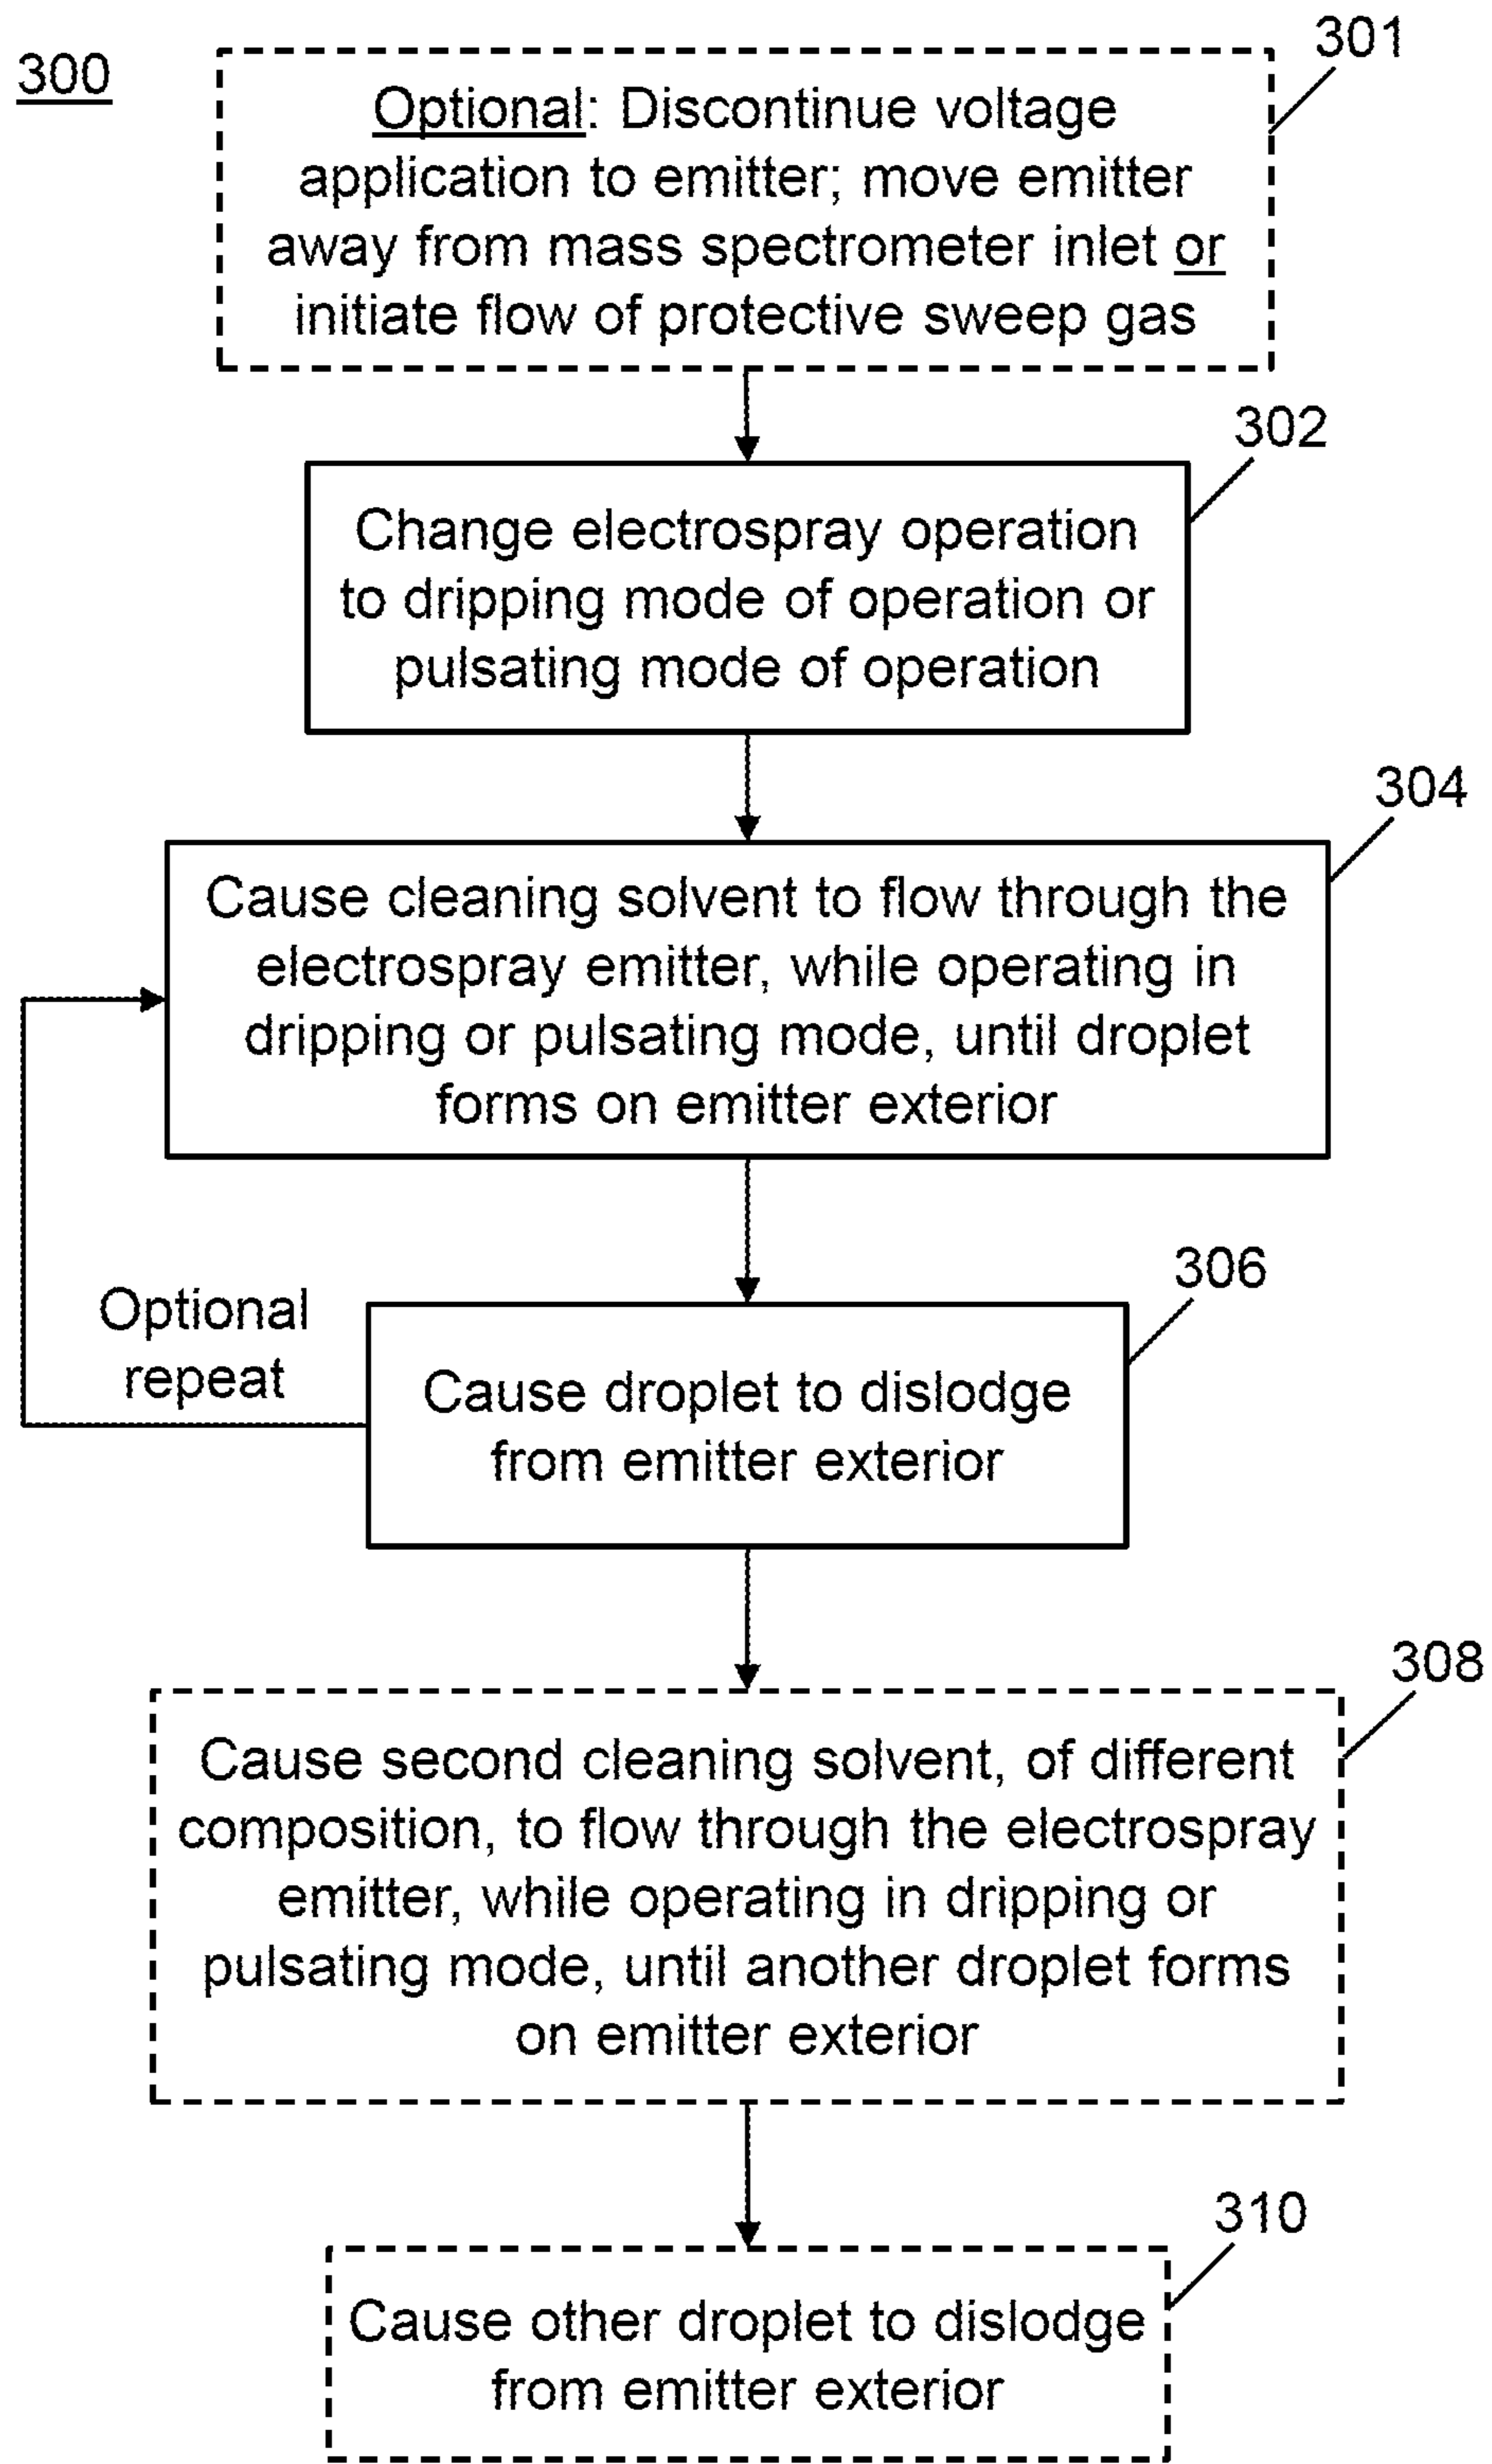 300
301
Optional: Discontinue voltage
application to emitter; move emitter
away from mass spectrometer inlet or
initiate flow of protective sweep gas
302
Change electrospray operation
to dripping mode of operation or
pulsating mode of operation
304
Cause cleaning solvent to flow through the
electrospray emitter, while operating in
dripping or pulsating mode, until droplet
forms on emitter exterior
Optional
repeat
306
Cause droplet to dislodge
from emitter exterior
308
Cause second cleaning solvent, of different
composition, to flow through the electrospray
emitter, while operating in dripping or
pulsating mode, until another droplet forms
on emitter exterior
310
Cause other droplet to dislodge
from emitter exterior